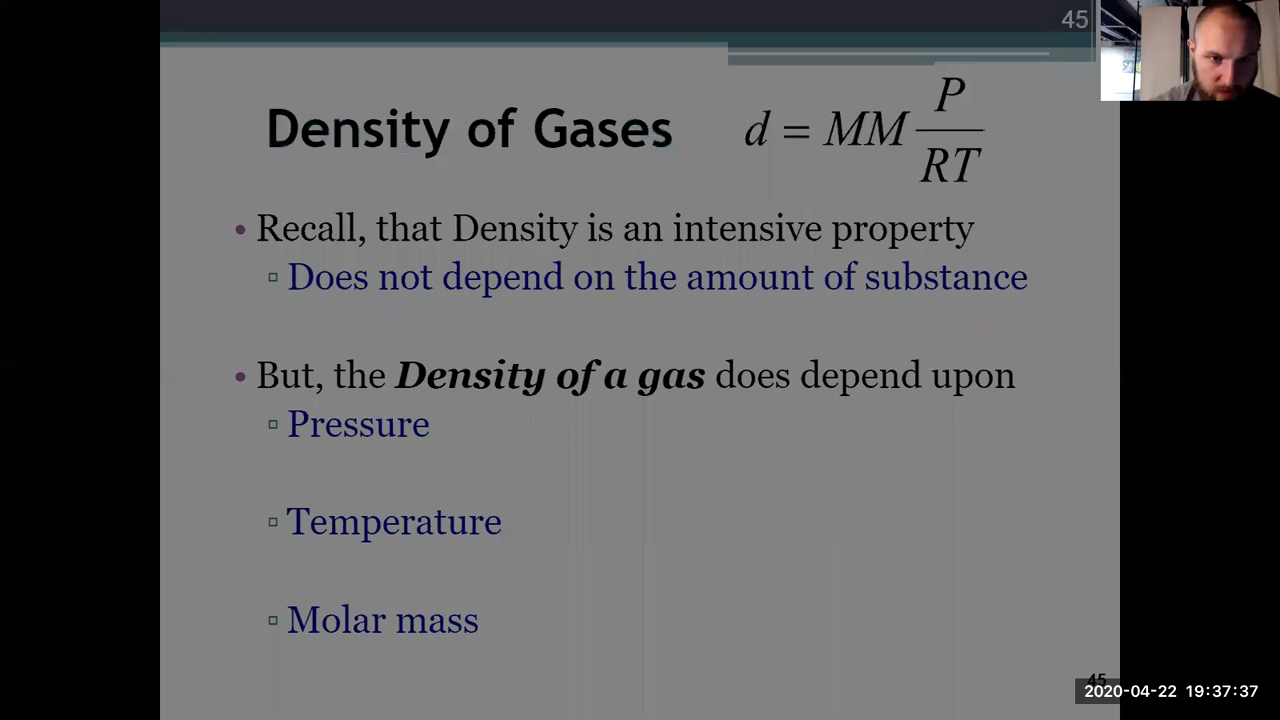 45
Density of Gases
d = MM P/RT
• Recall, that Density is an intensive property
▫ Does not depend on the amount of substance
• But, the Density of a gas does depend upon
▫ Pressure
▫ Temperature
▫ Molar mass
45
2020-04-22 19:37:37